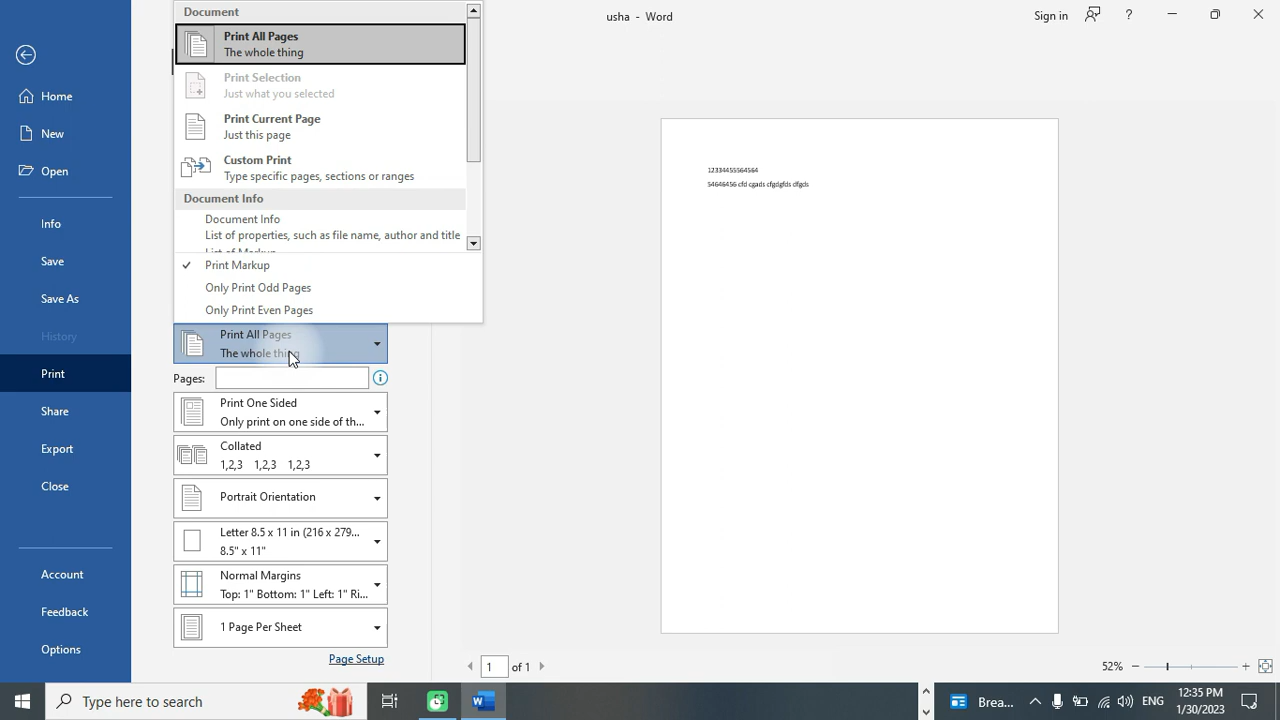 Document
usha - Word
Sign in
?
Print All Pages
The whole thing
Print Selection
Just what you selected
Home
Print Current Page
Just this page
New
Custom Print
Type specific pages, sections or ranges
Open
Document Info
Document Info
List of properties, such as file name, author and title
Info
Save
Print Markup
Only Print Odd Pages
Only Print Even Pages
Save As
History
Print All Pages
The whole thing
Print
Pages:
Print One Sided
Only print on one side of th...
Share
Collated
1,2,3 1,2,3 1,2,3
Export
Close
Portrait Orientation
Letter 8.5 x 11 in (216 x 279...
8.5" x 11"
Account
Normal Margins
Top: 1" Bottom: 1" Left: 1" Ri...
Feedback
1 Page Per Sheet
Options
Page Setup
12334455564564
54646456 cfd cgads cfgdgfds dfgds
1 of 1
52%
Type here to search
Brea...
ENG
12:35 PM
1/30/2023